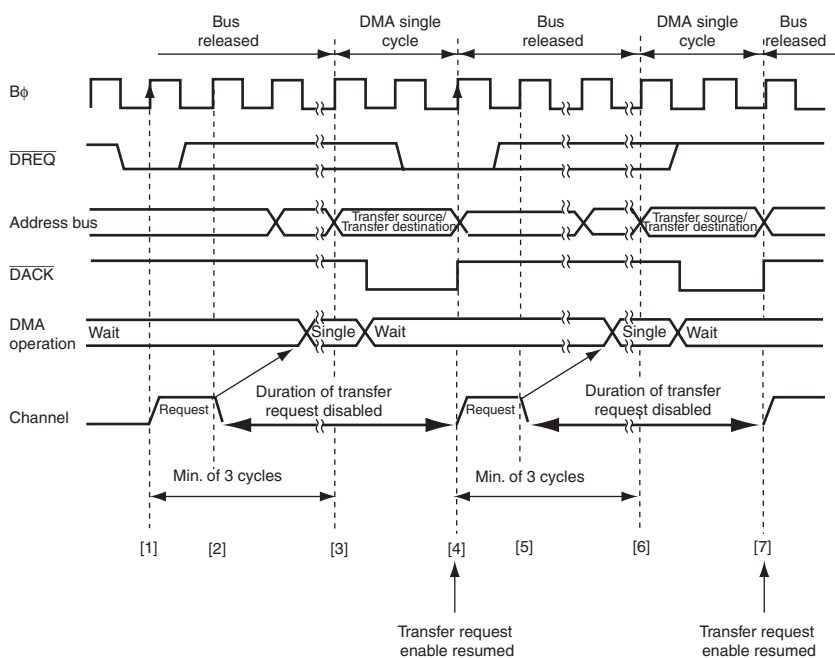 Bus
released
DMA single
cycle
Bus
released
DMA single
cycle
Bus
released
Bϕ
DREQ
Address bus
Transfer source/
Transfer destination
Transfer source/
Transfer destination
DACK
DMA
operation
Wait
Single
Wait
Single
Wait
Channel
Request
Duration of transfer
request disabled
Request
Duration of transfer
request disabled
Min. of 3 cycles
Min. of 3 cycles
[1]
[2]
[3]
[4]
[5]
[6]
[7]
Transfer request
enable resumed
Transfer request
enable resumed